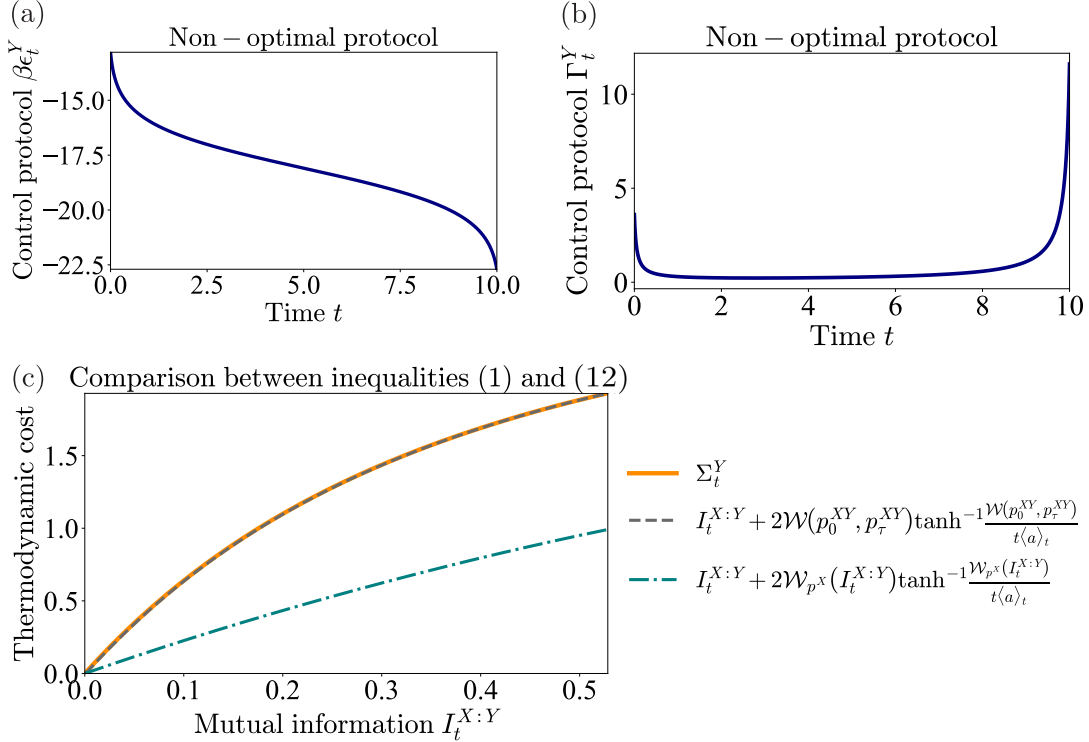 (a)
Non − optimal protocol
Control protocol βϵ_t^Y
−15.0
−17.5
−20.0
−22.5
0.0 2.5 5.0 7.5 10.0
Time t
(b)
Non − optimal protocol
Control protocol Γ_t^Y
10
5
0
0 2 4 6 8 10
Time t
(c) Comparison between inequalities (1) and (12)
Thermodynamic cost
1.5
1.0
0.5
0.0
0.0 0.1 0.2 0.3 0.4 0.5
Mutual information I_t^{X:Y}
Σ_t^Y
I_t^{X:Y} + 2𝒲(p_0^{XY}, p_τ^{XY})tanh^{−1} 𝒲(p_0^{XY}, p_τ^{XY})/t⟨a⟩_t
I_t^{X:Y} + 2𝒲_{p^X}(I_t^{X:Y})tanh^{−1} 𝒲_{p^X}(I_t^{X:Y})/t⟨a⟩_t